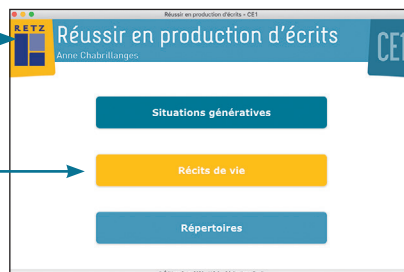 Réussir en production d'écrits - CE1
RETZ
Réussir en production d'écrits
CE1
Anne Chabrillanges
Situations génératives
Récits de vie
Répertoires